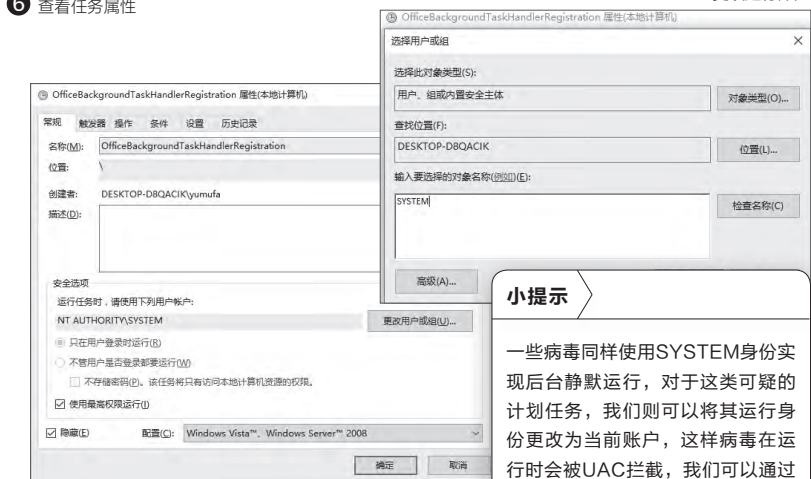 6 查看任务属性
OfficeBackgroundTaskHandlerRegistration 属性(本地计算机)
选择用户或组
选择此对象类型(S):
用户、组或内置安全主体
对象类型(O)...
查找位置(F):
DESKTOP-D8QACIK
位置(L)...
输入要选择的对象名称(例如)(E):
SYSTEM
检查名称(C)
高级(A)...
OfficeBackgroundTaskHandlerRegistration 属性(本地计算机)
常规 触发器 操作 条件 设置 历史记录
名称(M): OfficeBackgroundTaskHandlerRegistration
位置: \
创建者: DESKTOP-D8QACIK\yumufa
描述(D):
安全选项
运行任务时,请使用下列用户帐户:
NT AUTHORITY\SYSTEM
更改用户或组(U)...
只在用户登录时运行(R)
不管用户是否登录都要运行(W)
不存储密码(P)。该任务将只有访问本地计算机资源的权限。
使用最高权限运行(I)
隐藏(E) 配置(C): Windows Vista™、Windows Server™ 2008
确定 取消
小提示
一些病毒同样使用SYSTEM身份实
现后台静默运行,对于这类可疑的
计划任务,我们则可以将其运行身
份更改为当前账户,这样病毒在运
行时会被UAC拦截,我们可以通过